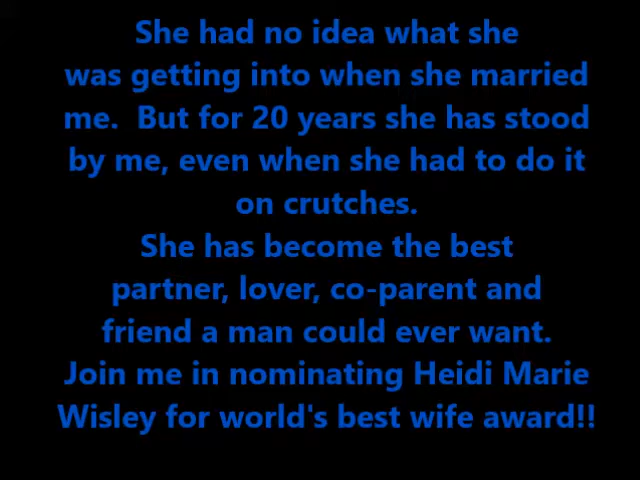 She had no idea what she
was getting into when she married
me.  But for 20 years she has stood
by me, even when she had to do it
on crutches.
She has become the best
partner, lover, co-parent and
friend a man could ever want.
Join me in nominating Heidi Marie
Wisley for world's best wife award!!